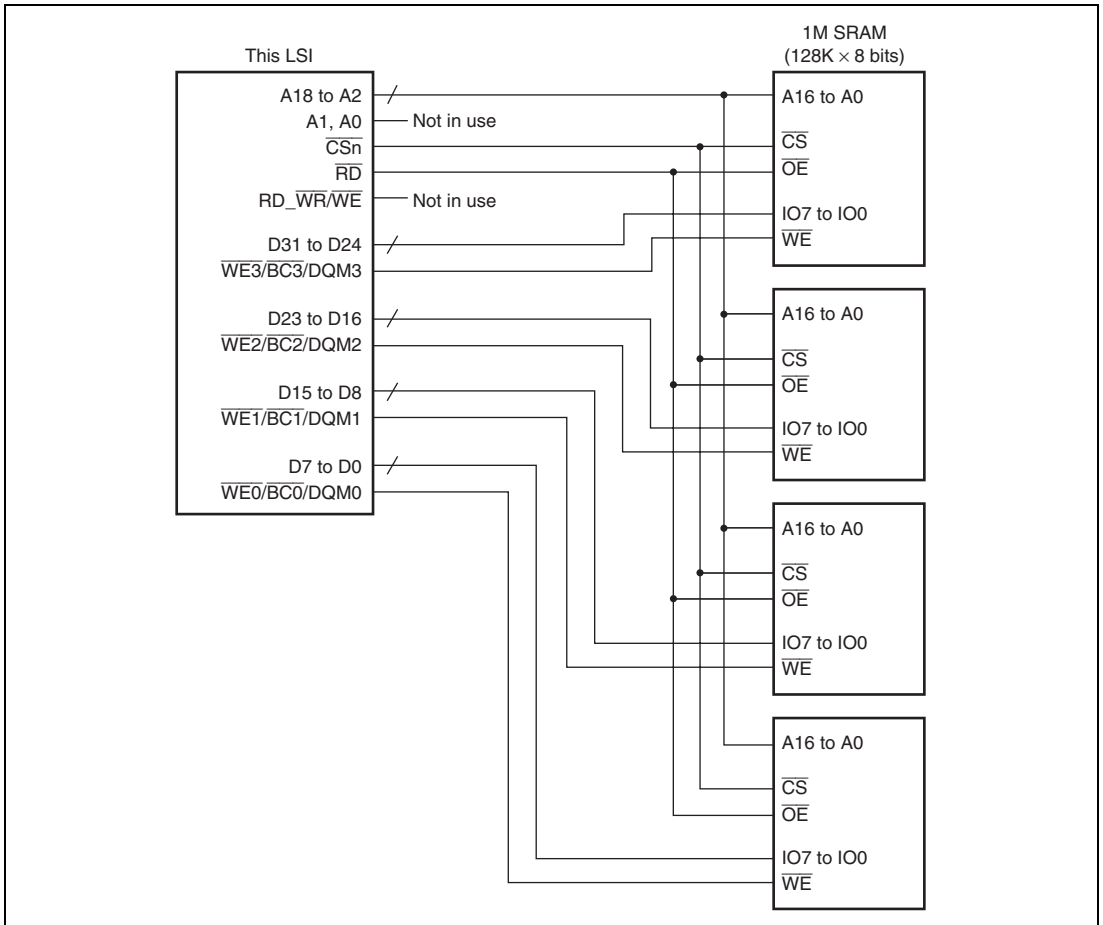 This LSI
A18 to A2
A1, A0
Not in use
CSn
RD
RD_WR/WE
Not in use
D31 to D24
WE3/BC3/DQM3
D23 to D16
WE2/BC2/DQM2
D15 to D8
WE1/BC1/DQM1
D7 to D0
WE0/BC0/DQM0
1M SRAM
(128K × 8 bits)
A16 to A0
CS
OE
IO7 to IO0
WE
A16 to A0
CS
OE
IO7 to IO0
WE
A16 to A0
CS
OE
IO7 to IO0
WE
A16 to A0
CS
OE
IO7 to IO0
WE